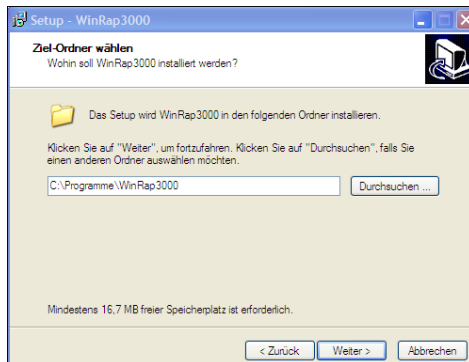 Setup - WinRap3000
Ziel-Ordner wählen
Wohin soll WinRap3000 installiert werden?
Das Setup wird WinRap3000 in den folgenden Ordner installieren.
Klicken Sie auf "Weiter", um fortzufahren. Klicken Sie auf "Durchsuchen", falls Sie
einen anderen Ordner auswählen möchten.
C:\Programme\WinRap3000
Durchsuchen ...
Mindestens 16,7 MB freier Speicherplatz ist erforderlich.
< Zurück Weiter > Abbrechen